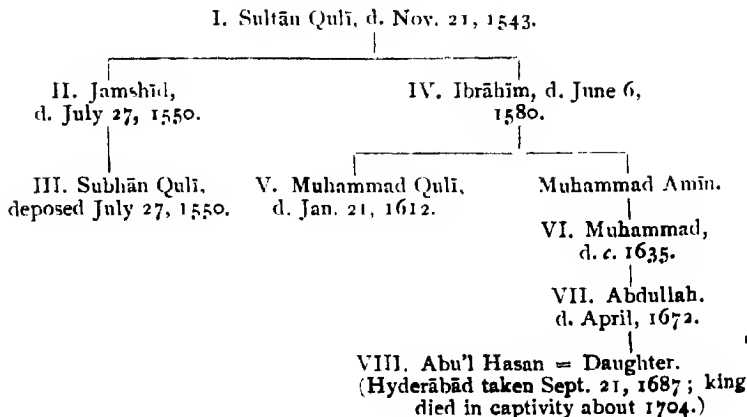 I. Sultān Qulī, d. Nov. 21, 1543.
II. Jamshīd,
d. July 27, 1550.
IV. Ibrāhīm, d. June 6,
1580.
III. Subhān Qulī,
deposed July 27, 1550.
V. Muhammad Qulī,
d. Jan. 21, 1612.
Muhammad Amīn.
VI. Muhammad,
d. c. 1635.
VII. Abdullah.
d. April, 1672.
VIII. Abu'l Hasan = Daughter.
(Hyderābād taken Sept. 21, 1687; king
died in captivity about 1704.)